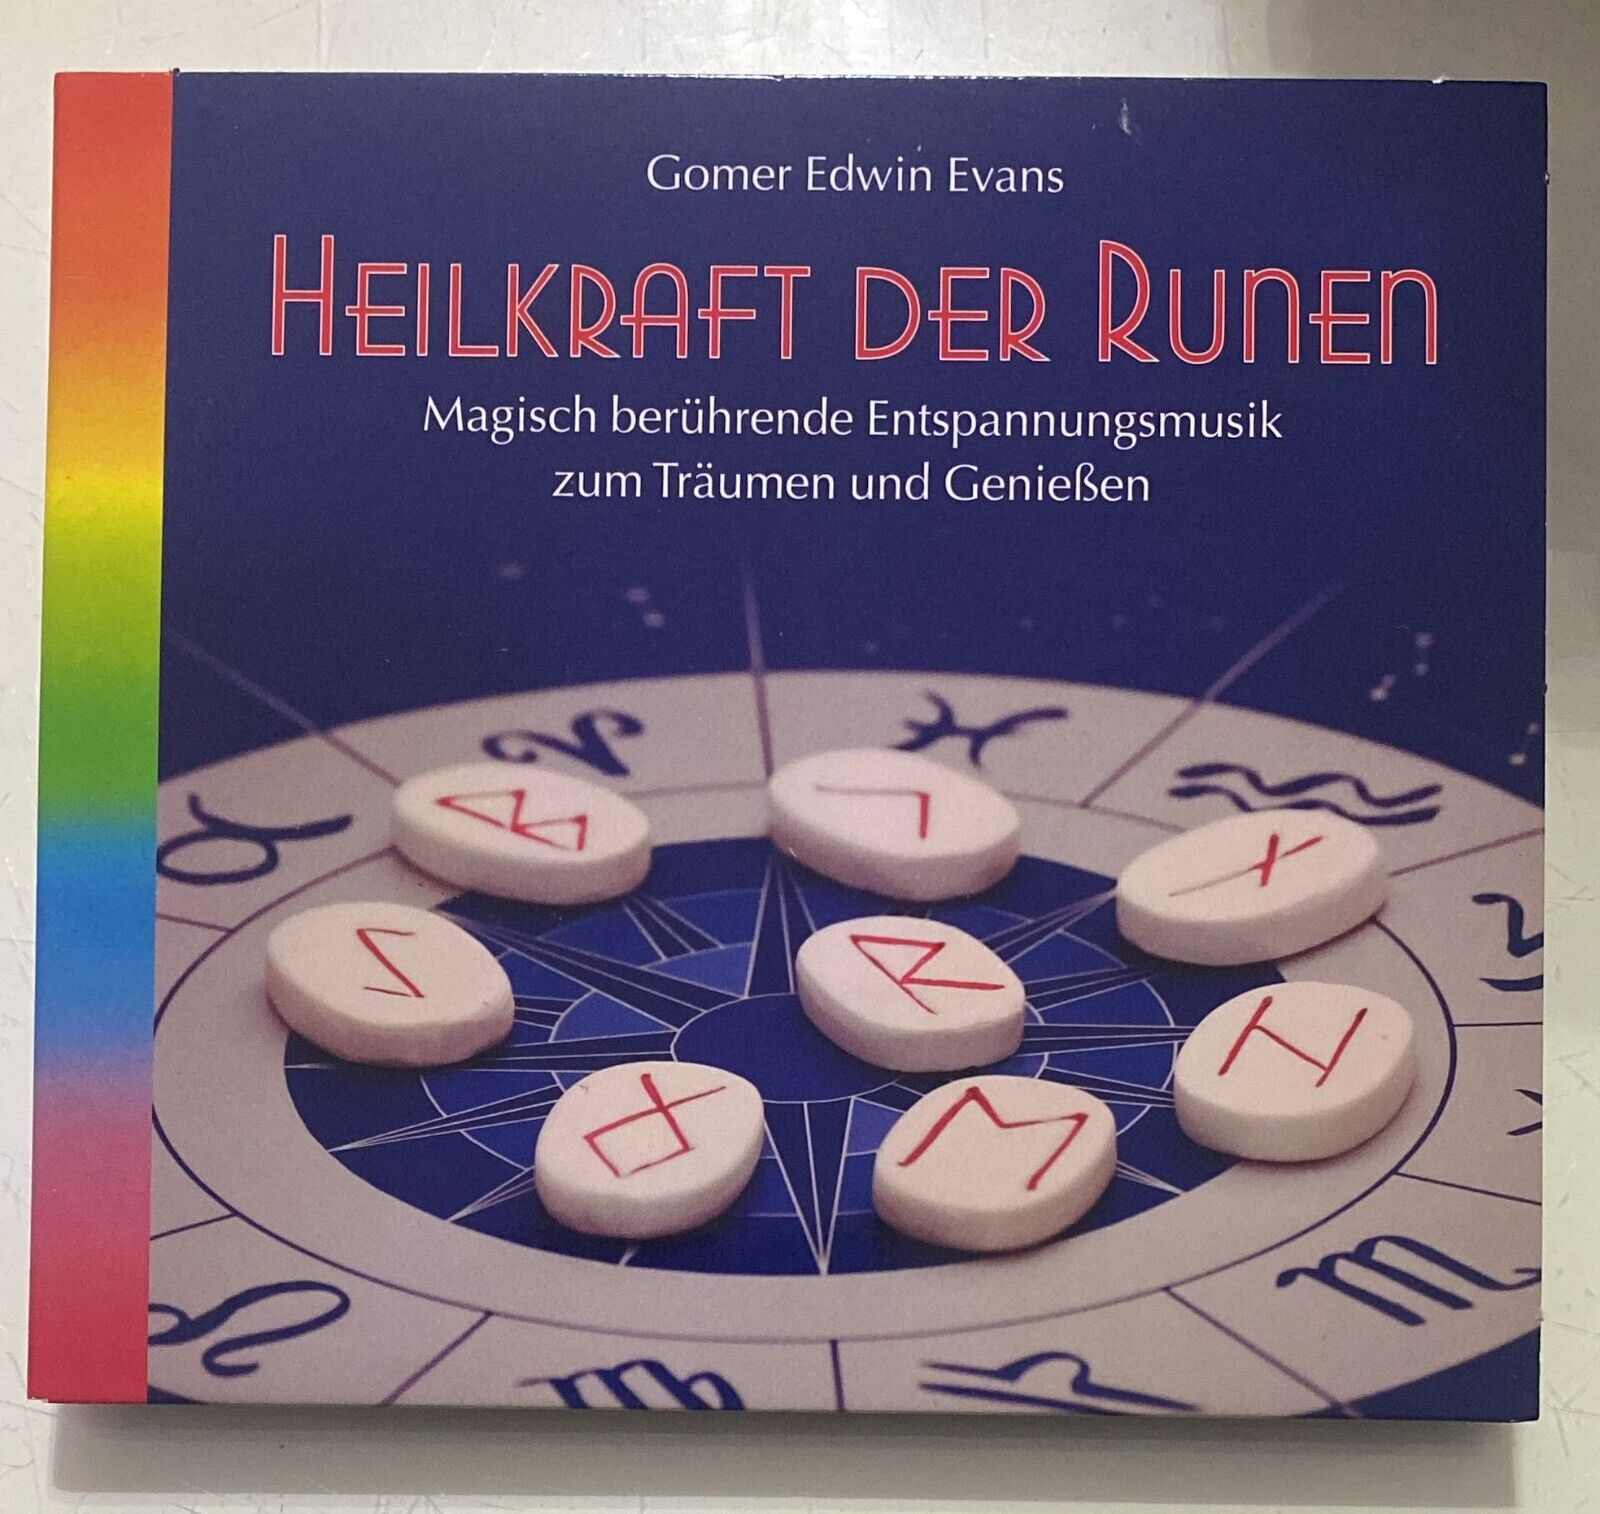 Gomer Edwin Evans
HEILKRAFT DER RUNEN
Magisch berührende Entspannungsmusik
zum Träumen und Genießen